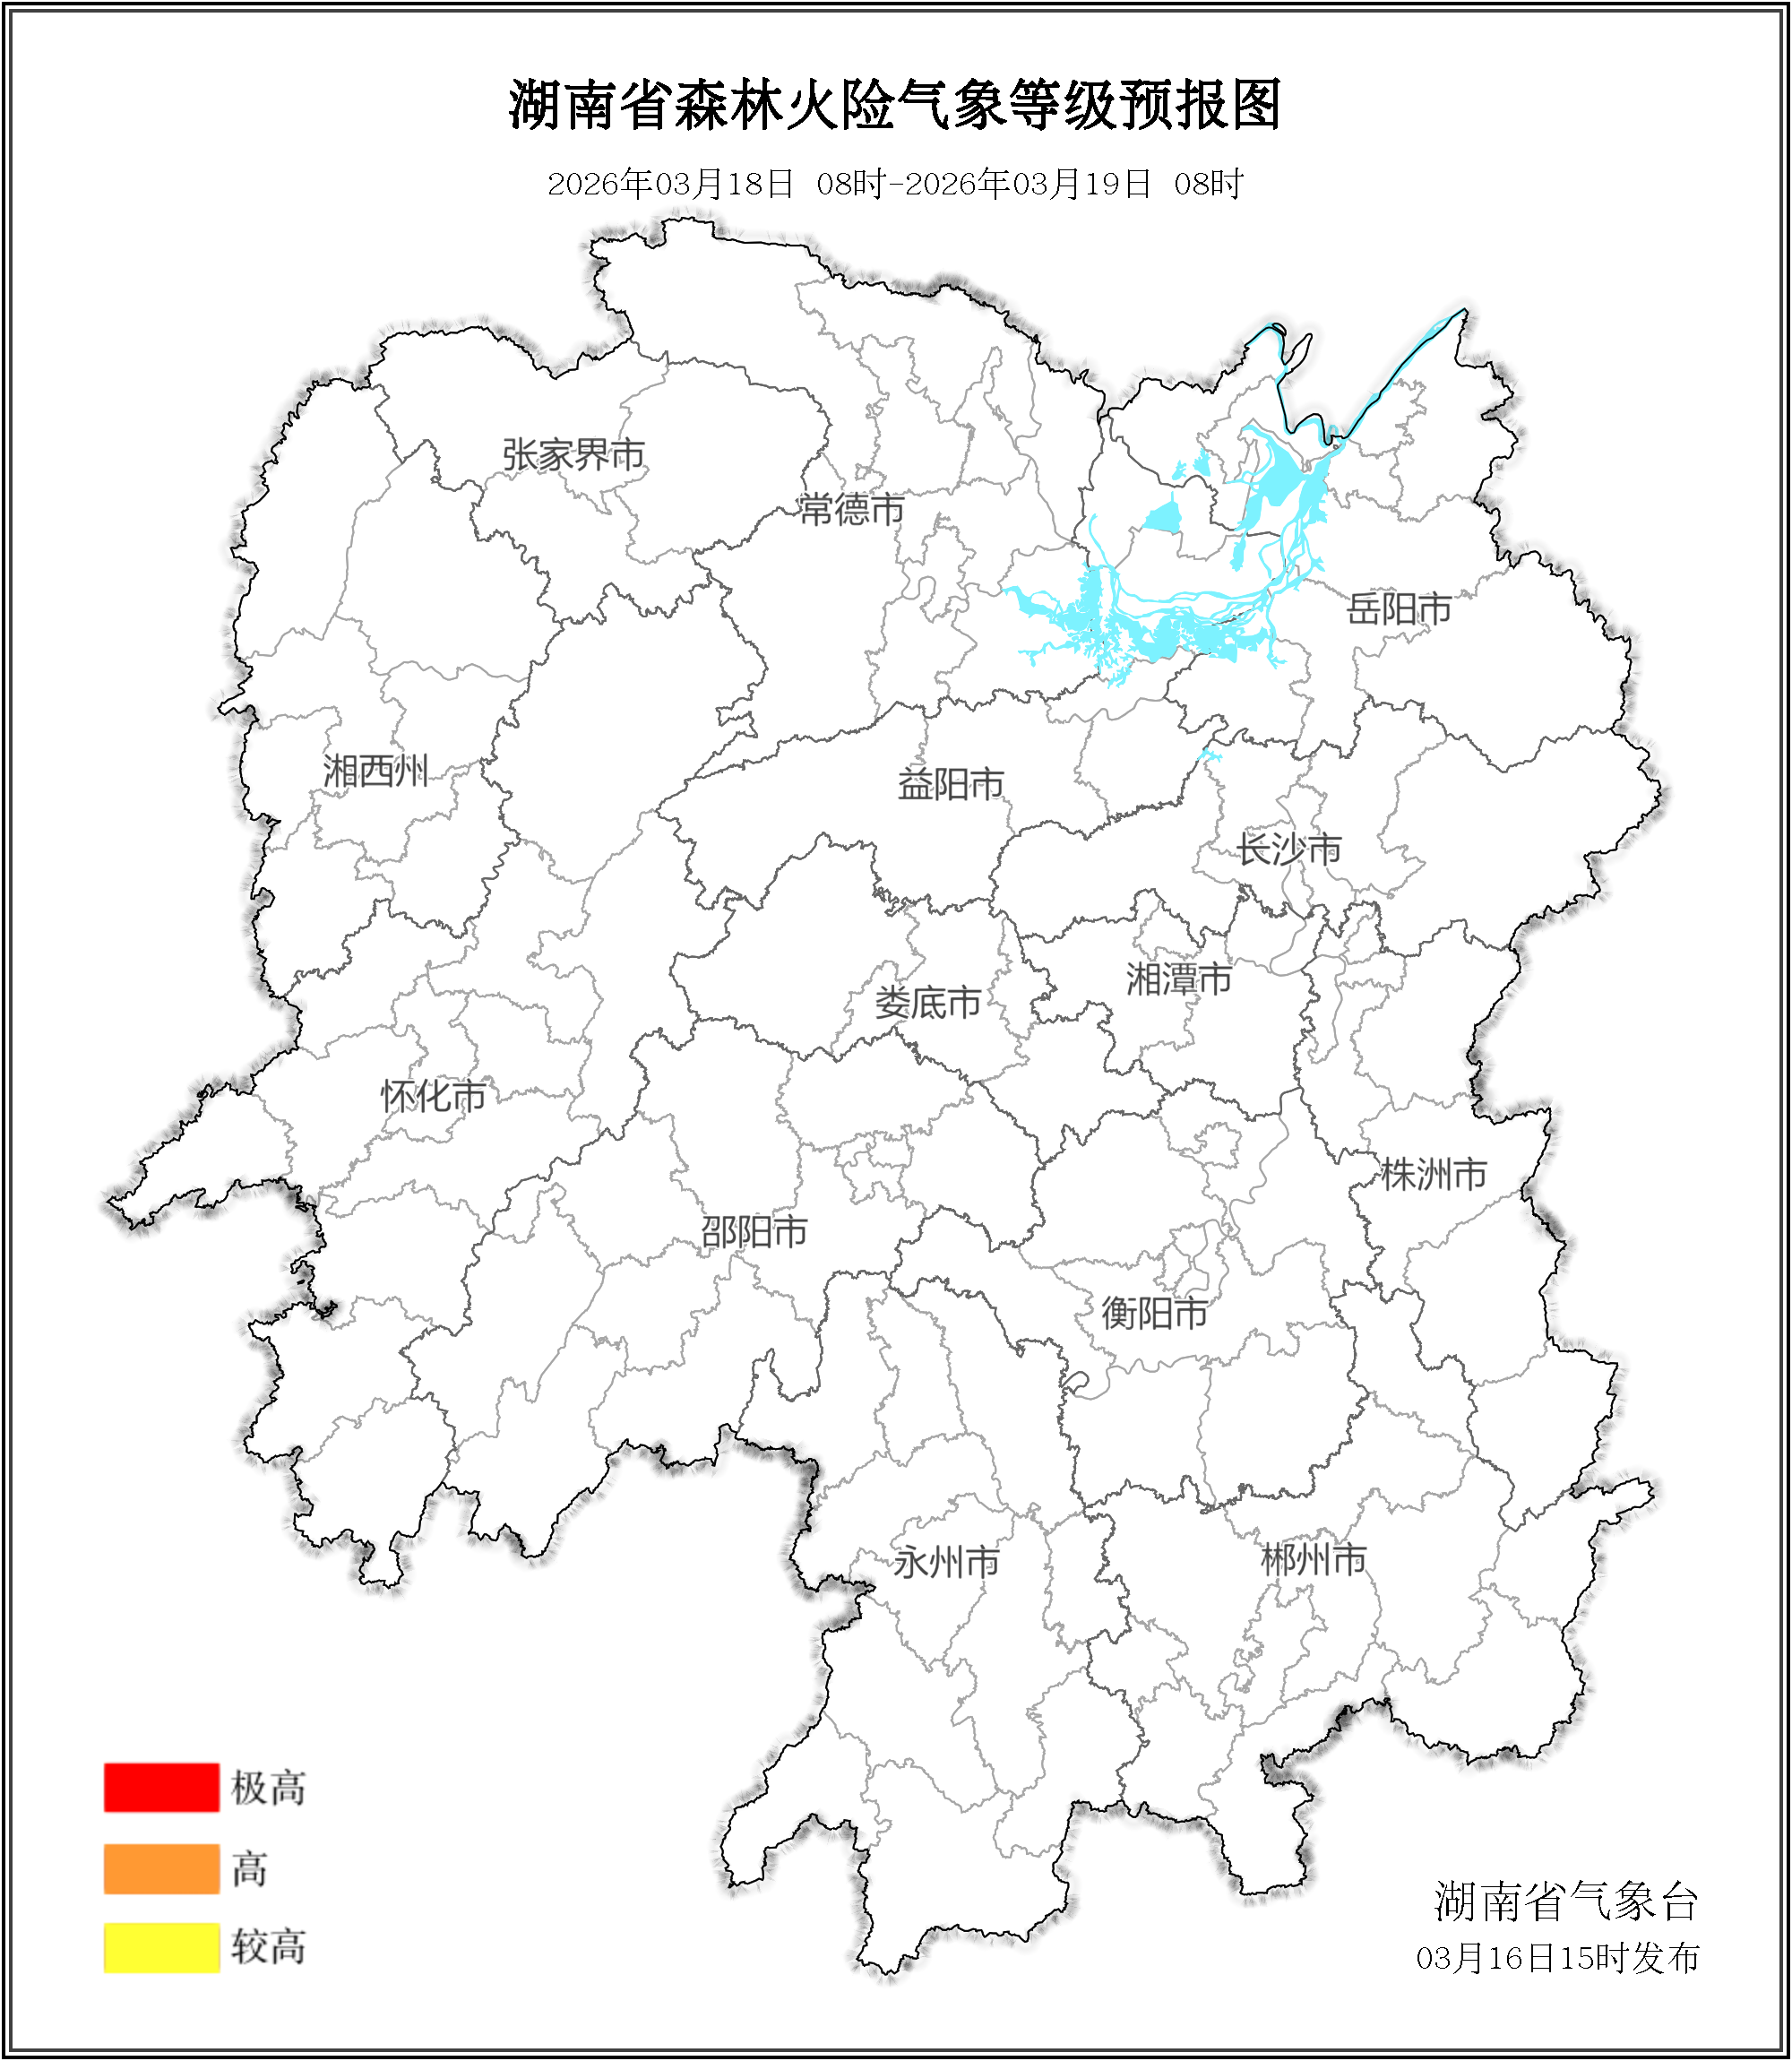 湖南省森林火险气象等级预报图
2026年03月18日 08时-2026年03月19日 08时
张家界市
常德市
岳阳市
湘西州
益阳市
长沙市
湘潭市
娄底市
怀化市
株洲市
邵阳市
衡阳市
永州市
郴州市
极高
高
较高
湖南省气象台
03月16日15时发布